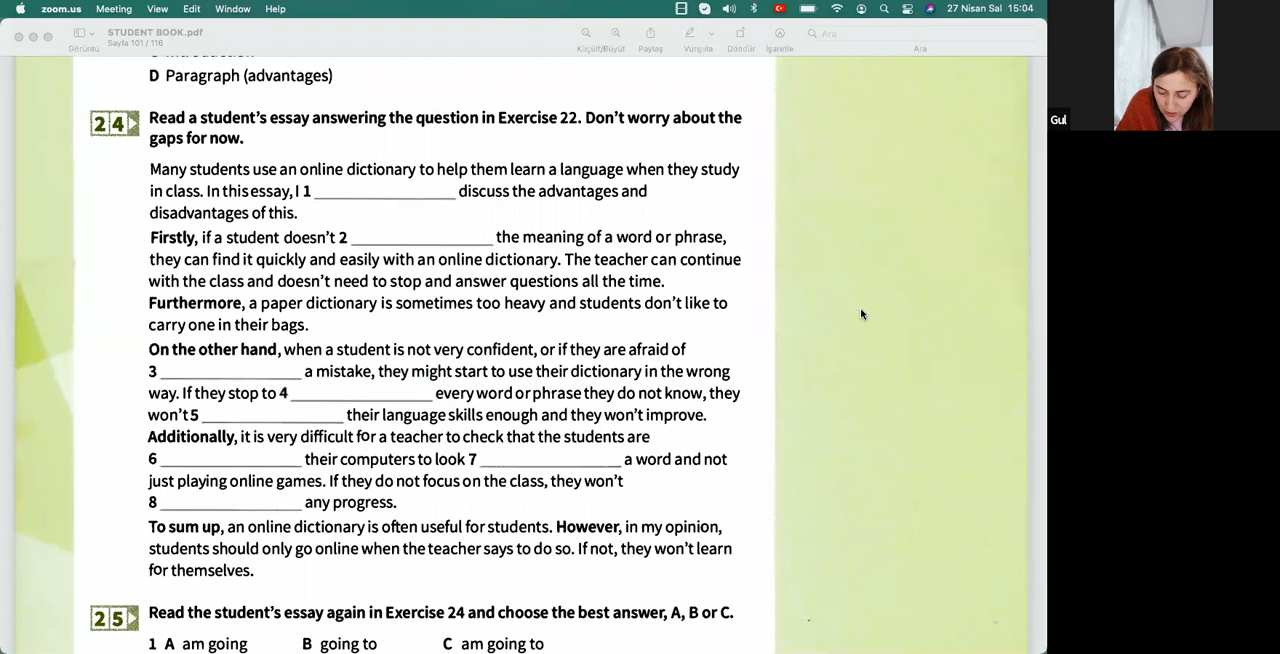 zoom.us Meeting View Edit Window Help 27 Nisan Sal 15:04
STUDENT BOOK.pdf
Sayfa 101 / 116
Görüntü Küçült/Büyüt Paylaş Vurgula Döndür İşaretle Ara
Ara
D Paragraph (advantages)
24 Read a student's essay answering the question in Exercise 22. Don't worry about the
gaps for now.
Many students use an online dictionary to help them learn a language when they study
in class. In this essay, I 1 ________________ discuss the advantages and
disadvantages of this.
Firstly, if a student doesn't 2 ________________ the meaning of a word or phrase,
they can find it quickly and easily with an online dictionary. The teacher can continue
with the class and doesn't need to stop and answer questions all the time.
Furthermore, a paper dictionary is sometimes too heavy and students don't like to
carry one in their bags.
On the other hand, when a student is not very confident, or if they are afraid of
3 ________________ a mistake, they might start to use their dictionary in the wrong
way. If they stop to 4 ________________ every word or phrase they do not know, they
won't 5 ________________ their language skills enough and they won't improve.
Additionally, it is very difficult for a teacher to check that the students are
6 ________________ their computers to look 7 ________________ a word and not
just playing online games. If they do not focus on the class, they won't
8 ________________ any progress.
To sum up, an online dictionary is often useful for students. However, in my opinion,
students should only go online when the teacher says to do so. If not, they won't learn
for themselves.
25 Read the student's essay again in Exercise 24 and choose the best answer, A, B or C.
1 A am going B going to C am going to
Gul